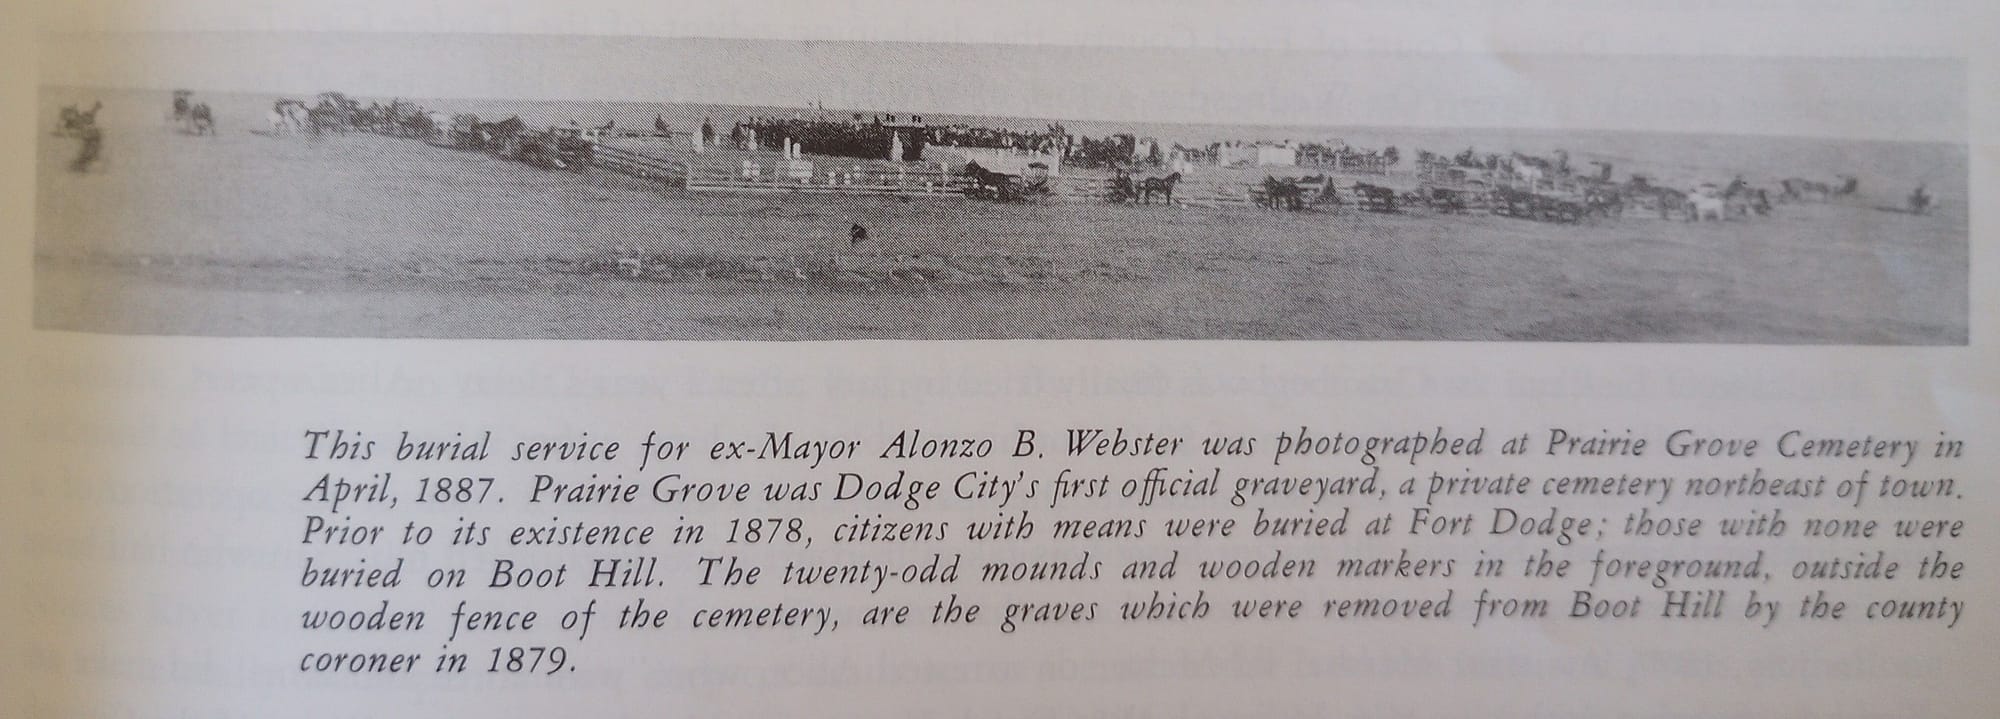 This burial service for ex-Mayor Alonzo B. Webster was photographed at Prairie Grove Cemetery in
April, 1887. Prairie Grove was Dodge City's first official graveyard, a private cemetery northeast of town.
Prior to its existence in 1878, citizens with means were buried at Fort Dodge; those with none were
buried on Boot Hill. The twenty-odd mounds and wooden markers in the foreground, outside the
wooden fence of the cemetery, are the graves which were removed from Boot Hill by the county
coroner in 1879.